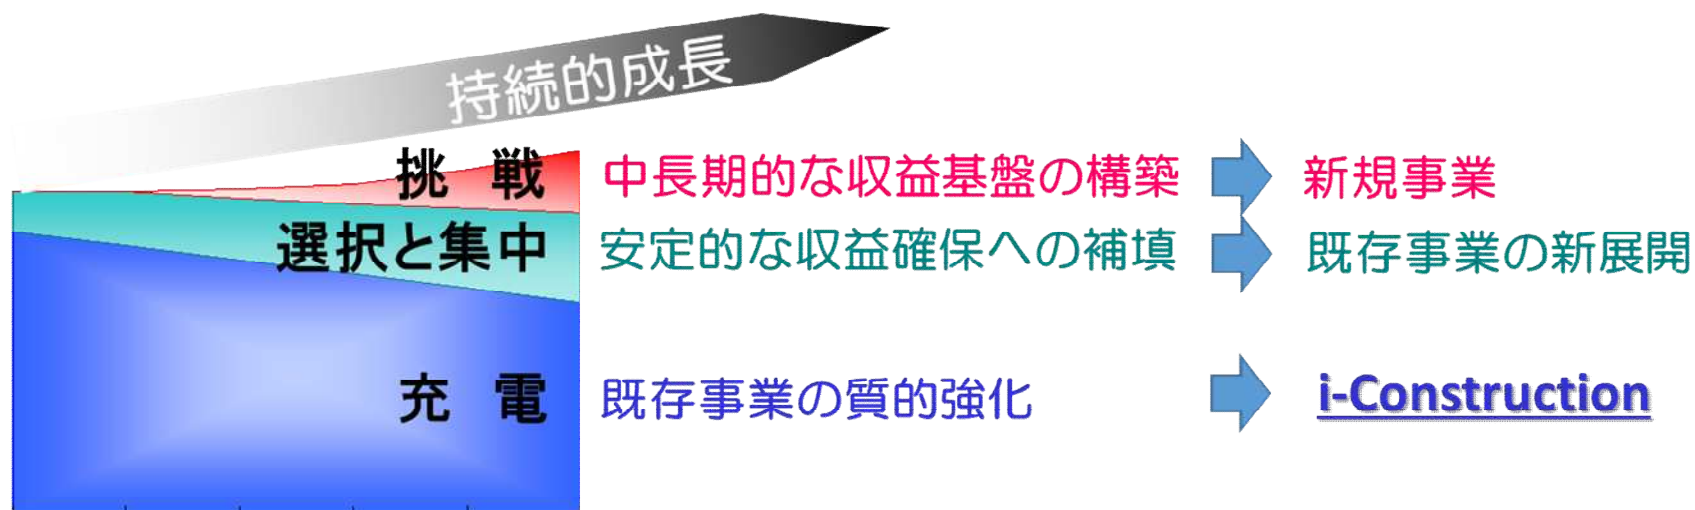 持続的成長
挑 戦 中長期的な収益基盤の構築 新規事業
選択と集中 安定的な収益確保への補填 既存事業の新展開
充 電 既存事業の質的強化 i-Construction